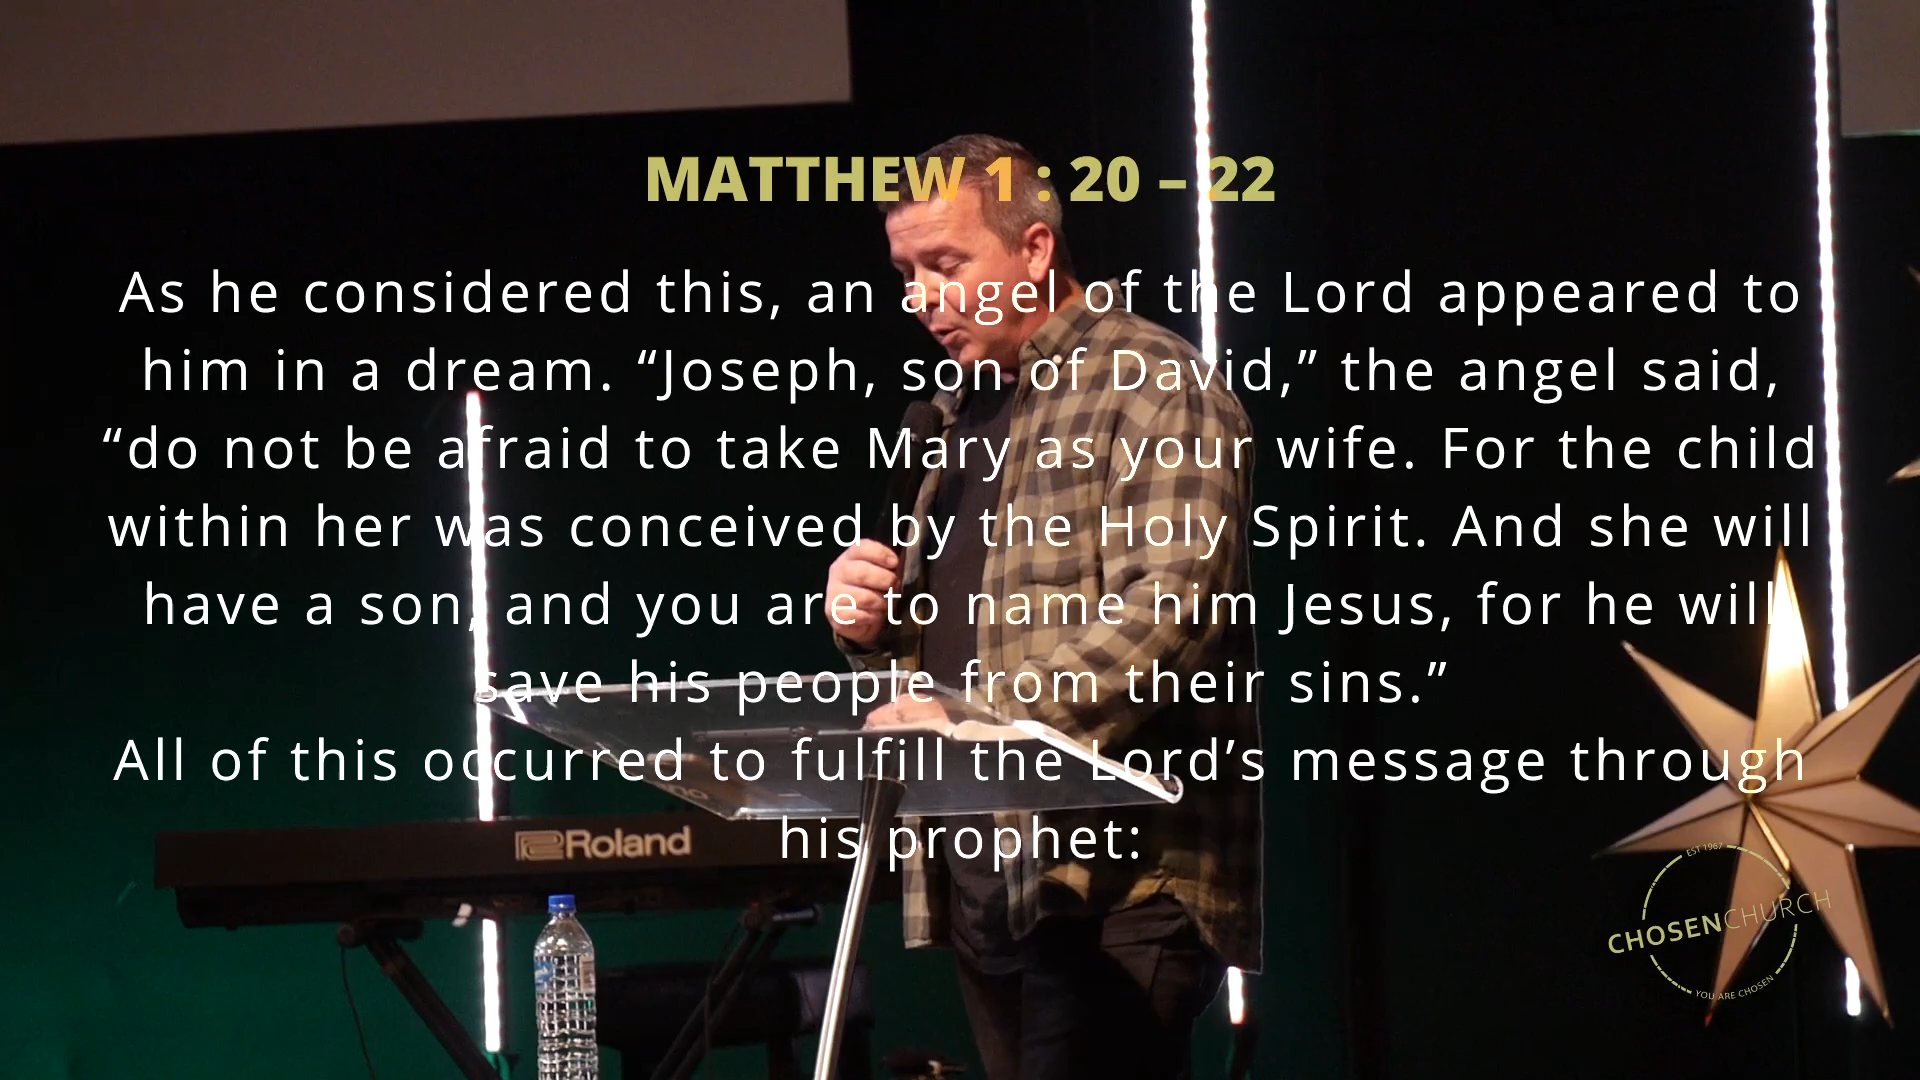 MATTHEW 1 : 20 – 22
As he considered this, an angel of the Lord appeared to
him in a dream. “Joseph, son of David,” the angel said,
“do not be afraid to take Mary as your wife. For the child
within her was conceived by the Holy Spirit. And she will
have a son, and you are to name him Jesus, for he will
save his people from their sins.”
All of this occurred to fulfill the Lord’s message through
his prophet:
Roland
EST 1967
CHOSENCHURCH
YOU ARE CHOSEN